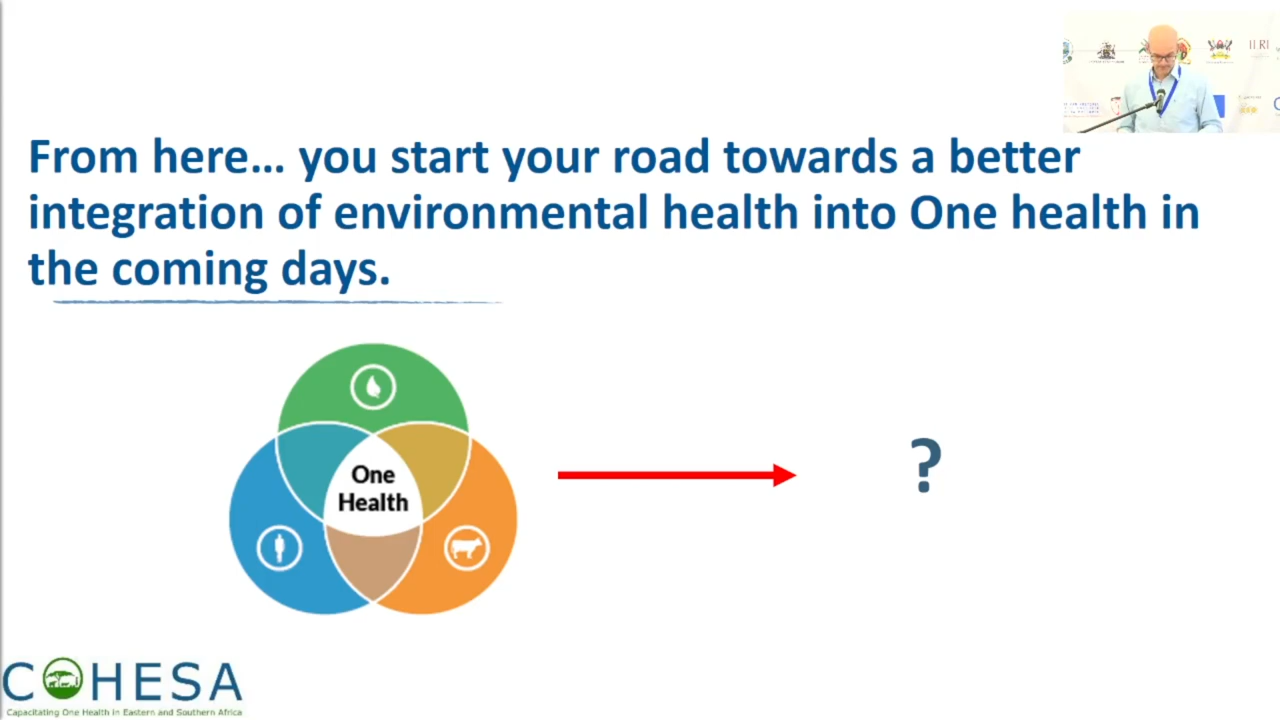 ILRI
From here... you start your road towards a better
integration of environmental health into One health in
the coming days.
One
Health
?
COHESA
Capacitating One Health in Eastern and Southern Africa